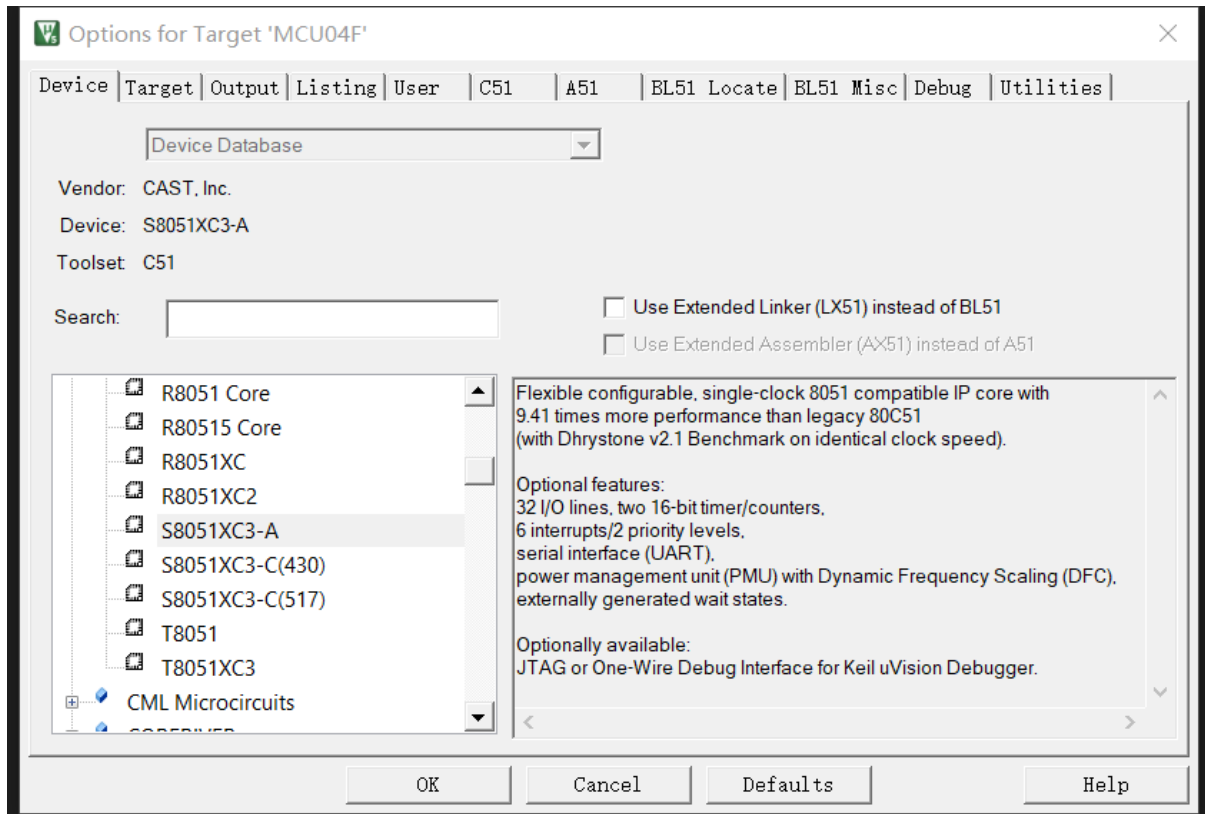 Options for Target 'MCU04F'
Device Target Output Listing User C51 A51 BL51 Locate BL51 Misc Debug Utilities
Device Database
Vendor: CAST, Inc.
Device: S8051XC3-A
Toolset: C51
Search:
Use Extended Linker (LX51) instead of BL51
Use Extended Assembler (AX51) instead of A51
R8051 Core
R80515 Core
R8051XC
R8051XC2
S8051XC3-A
S8051XC3-C(430)
S8051XC3-C(517)
T8051
T8051XC3
CML Microcircuits
Flexible configurable, single-clock 8051 compatible IP core with
9.41 times more performance than legacy 80C51
(with Dhrystone v2.1 Benchmark on identical clock speed).
Optional features:
32 I/O lines, two 16-bit timer/counters,
6 interrupts/2 priority levels,
serial interface (UART),
power management unit (PMU) with Dynamic Frequency Scaling (DFC),
externally generated wait states.
Optionally available:
JTAG or One-Wire Debug Interface for Keil uVision Debugger.
OK Cancel Defaults Help